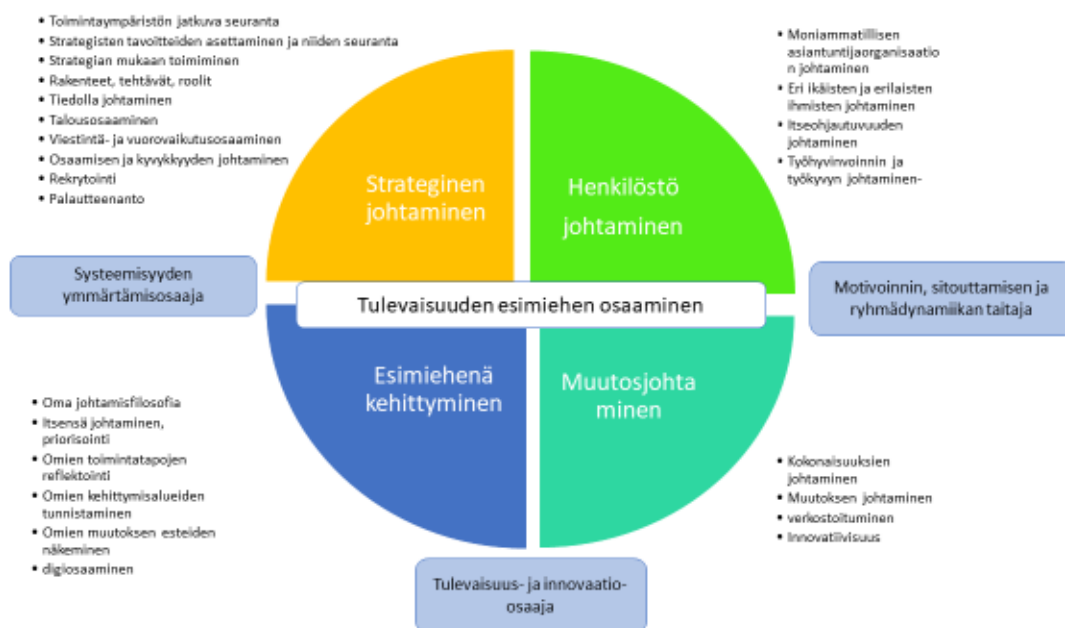 • Toimintaympäristön jatkuva seuranta
• Strategisten tavoitteiden asettaminen ja niiden seuranta
• Strategian mukaan toimiminen
• Rakenteet, tehtävät, roolit
• Tiedolla johtaminen
• Talousosaaminen
• Viestintä- ja vuorovaikutusosaaminen
• Osaamisen ja kyvykkyyden johtaminen
• Rekrytointi
• Palautteenanto
• Moniammatillisen
asiantuntijaorganisaatio
n johtaminen
• Eri ikäisten ja erilaisten
ihmisten johtaminen
• Itseohjautuvuuden
johtaminen
• Työhyvinvoinnin ja
työkyvyn johtaminen-
Strateginen
johtaminen
Henkilöstö
johtaminen
Systeemisyyden
ymmärtämisosaaja
Tulevaisuuden esimiehen osaaminen
Motivoinnin, sitouttamisen ja
ryhmädynamiikan taitaja
Esimiehenä
kehittyminen
Muutosjohta
minen
• Oma johtamisfilosofia
• Itsensä johtaminen,
priorisointi
• Omien toimintatapojen
reflektointi
• Omien kehittymisalueiden
tunnistaminen
• Omien muutoksen esteiden
näkeminen
• digiosaaminen
• Kokonaisuuksien
johtaminen
• Muutoksen johtaminen
• verkostoituminen
• Innovatiivisuus
Tulevaisuus- ja innovaatio-
osaaja